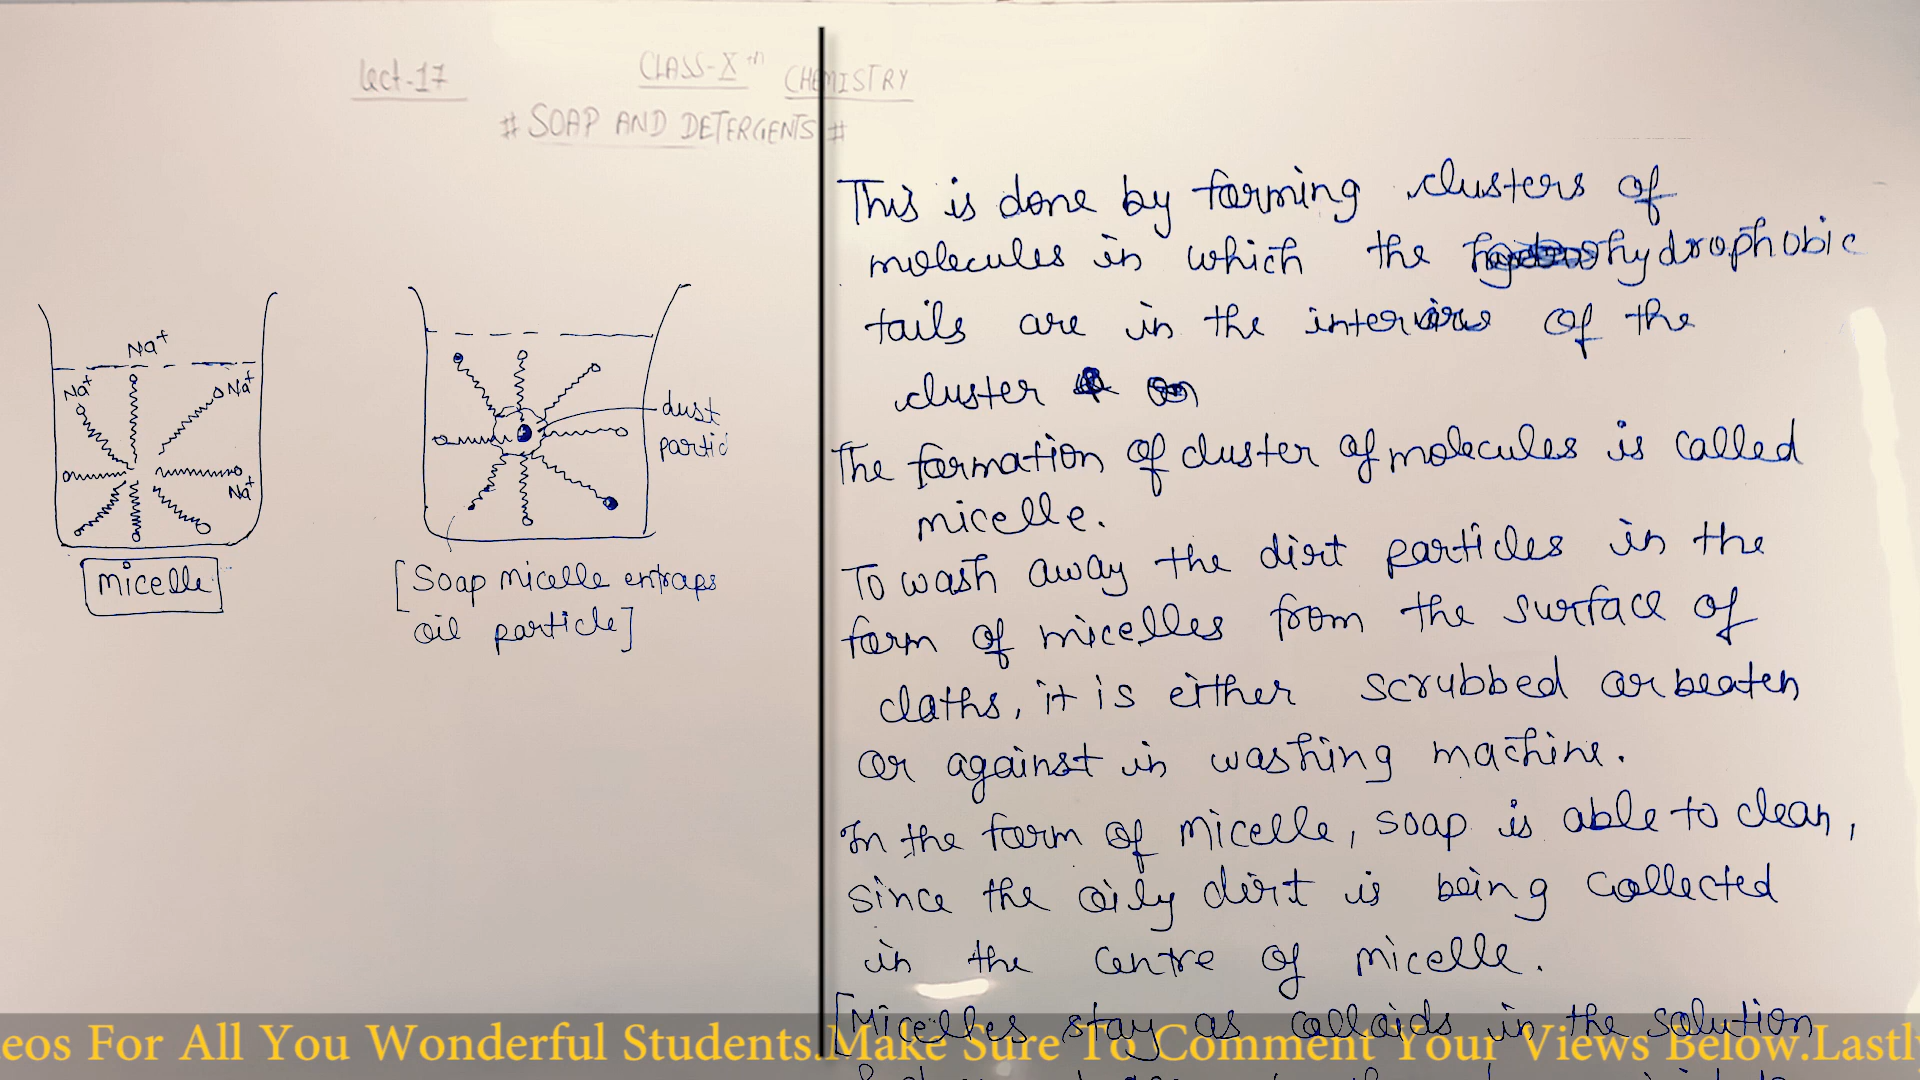 Lect-17
CLASS-Xth CHEMISTRY
# SOAP AND DETERGENTS #
Na+
Na+
Na+
Na+
micelle
dust
partic
[Soap micelle entraps
oil particle]
This is done by forming clusters of
molecules in which the hydrophobic
tails are in the interior of the
cluster
The formation of cluster of molecules is called
micelle.
To wash away the dirt particles in the
form of micelles from the surface of
cloths, it is either scrubbed or beaten
or against in washing machine.
In the form of micelle, soap is able to clean,
since the oily dirt is being collected
in the centre of micelle.
[Micelles stay as colloids in the solution
eos For All You Wonderful Students.Make Sure To Comment Your Views Below.Lastly